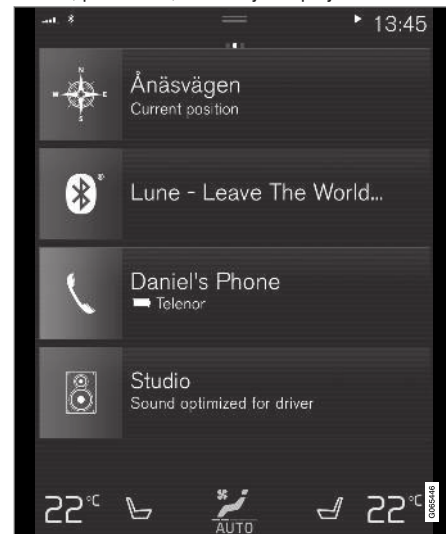 13:45
N
W E
S
Ånäsvägen
Current position
Lune - Leave The World...
Daniel's Phone
Telenor
Studio
Sound optimized for driver
22°C AUTO 22°C
G065446